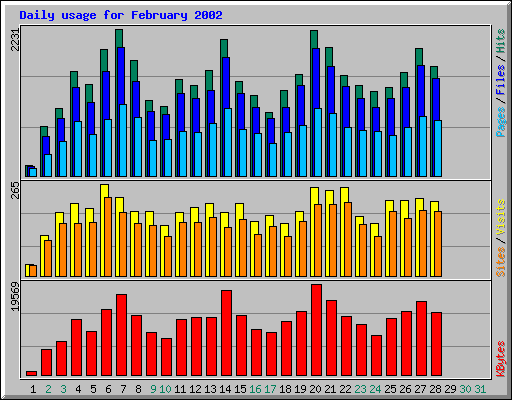 Daily usage for February 2002
2231
Pages / Files / Hits
265
Sites / Visits
19569
KBytes
1 2 3 4 5 6 7 8 9 10 11 12 13 14 15 16 17 18 19 20 21 22 23 24 25 26 27 28 29 30 31